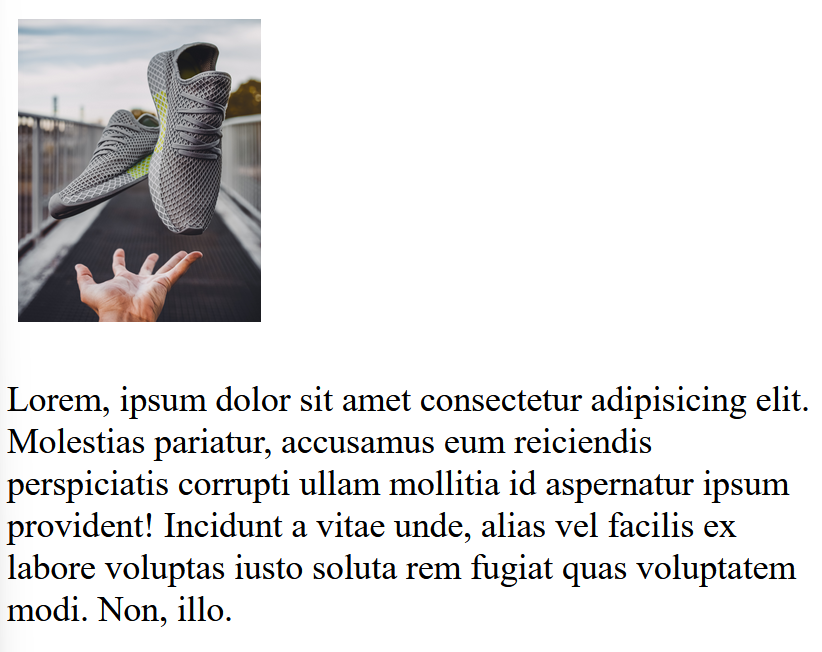 Lorem, ipsum dolor sit amet consectetur adipisicing elit.
Molestias pariatur, accusamus eum reiciendis
perspiciatis corrupti ullam mollitia id aspernatur ipsum
provident! Incidunt a vitae unde, alias vel facilis ex
labore voluptas iusto soluta rem fugiat quas voluptatem
modi. Non, illo.